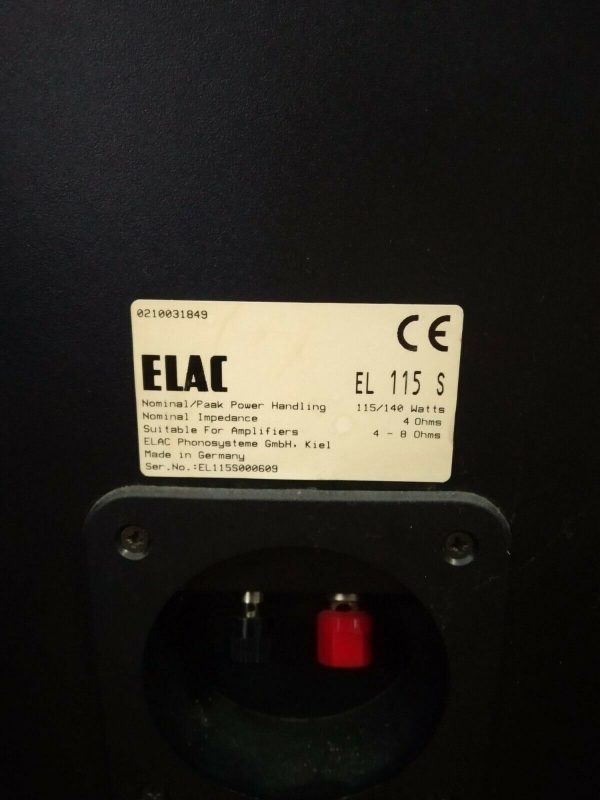 0210031849
CE
ELAC
EL 115 S
Nominal/Peak Power Handling 115/140 Watts
Nominal Impedance 4 Ohms
Suitable For Amplifiers 4 - 8 Ohms
ELAC Phonosysteme GmbH. Kiel
Made in Germany
Ser.No.:EL115S000609